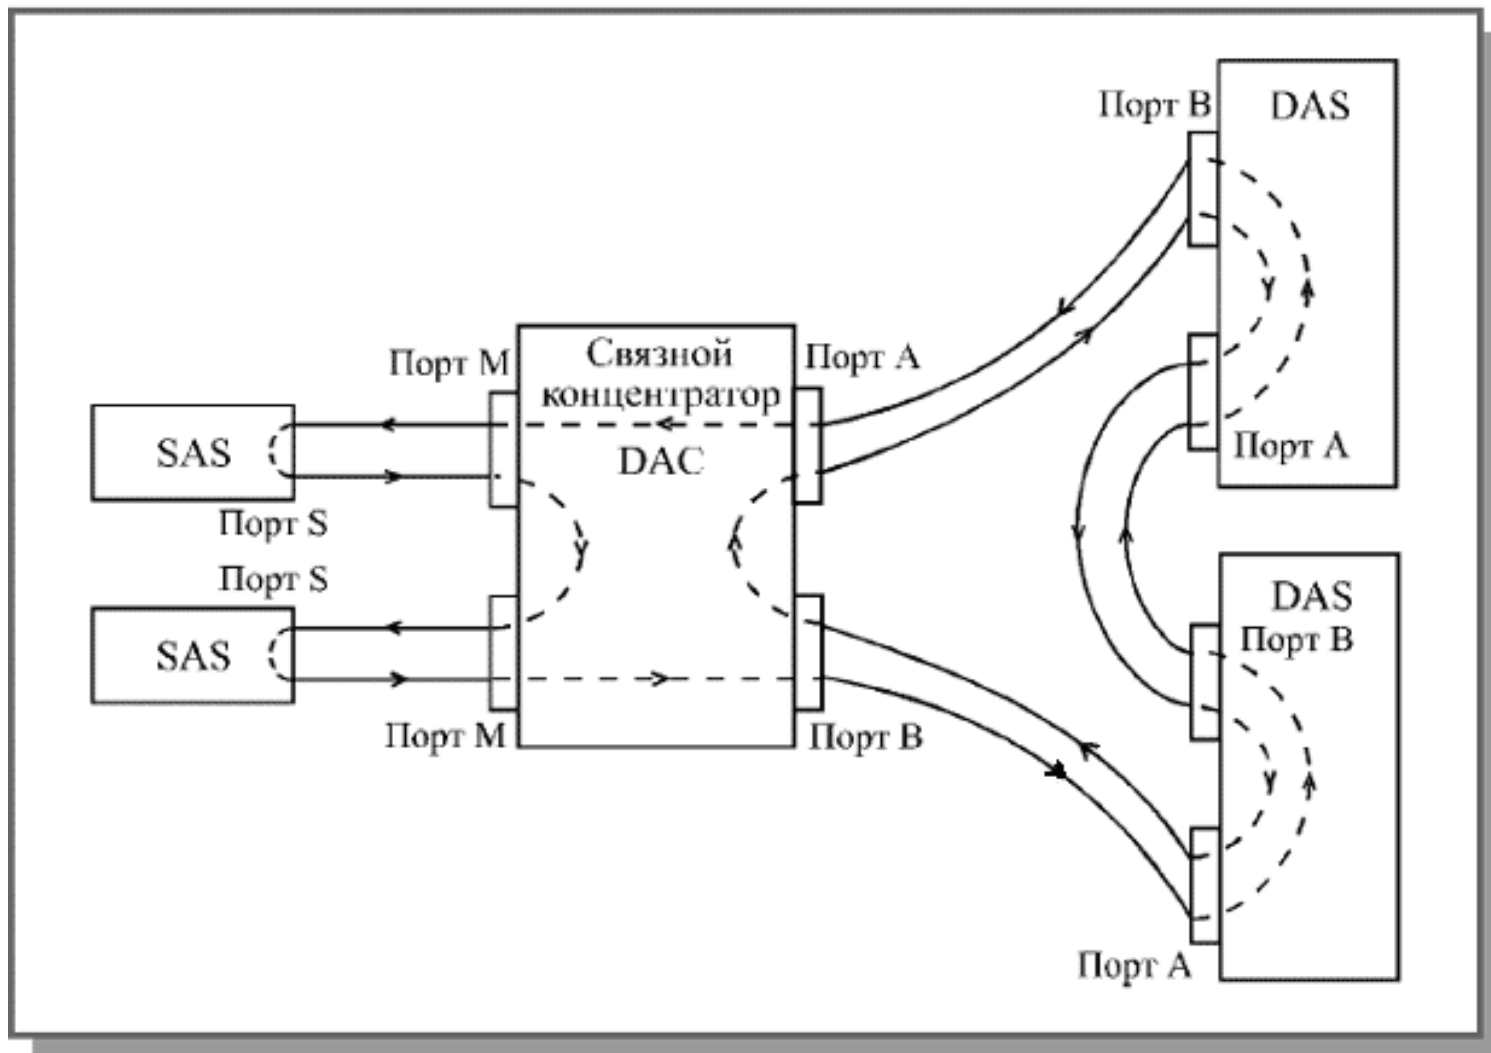 Порт B
DAS
Порт M
Связной
концентратор
DAC
Порт A
SAS
Порт S
Порт A
Порт S
SAS
DAS
Порт B
Порт M
Порт B
Порт A